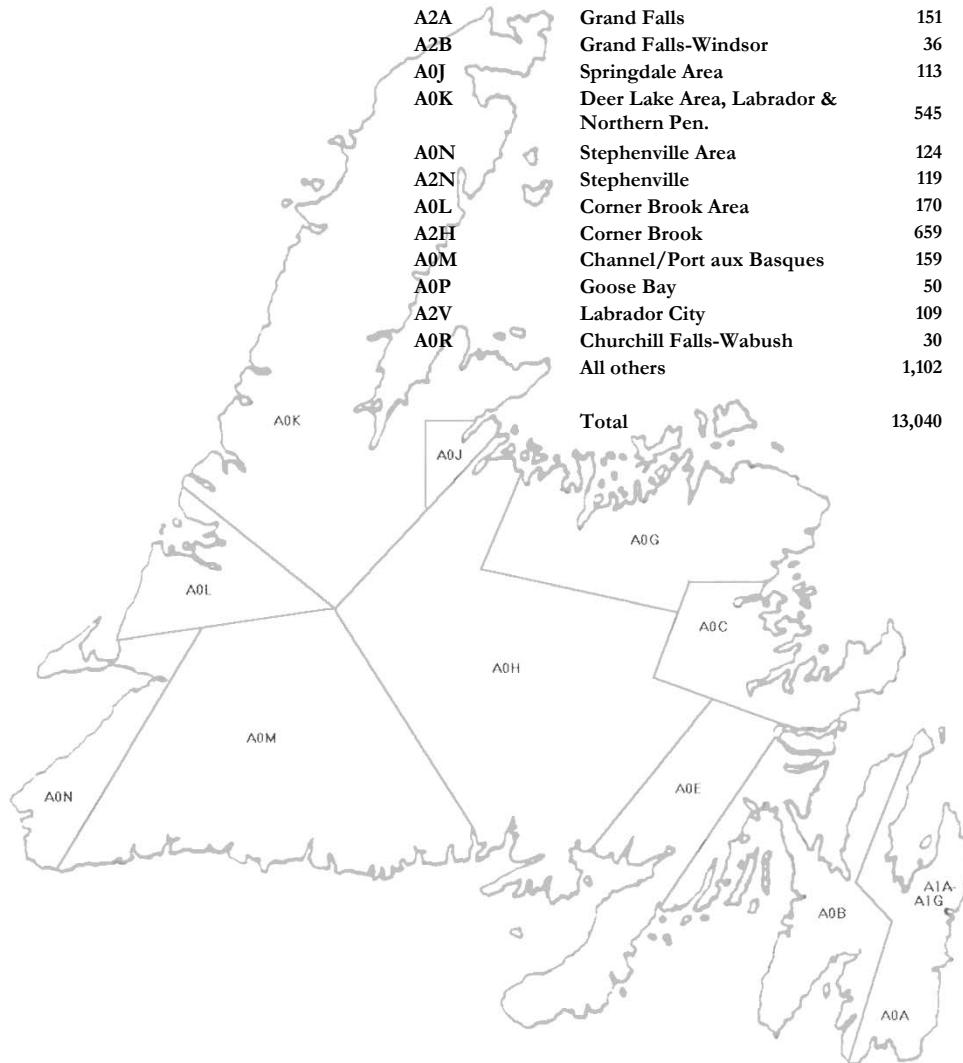 A2A Grand Falls 151
A2B Grand Falls-Windsor 36
A0J Springdale Area 113
A0K Deer Lake Area, Labrador &
Northern Pen. 545
A0N Stephenville Area 124
A2N Stephenville 119
A0L Corner Brook Area 170
A2H Corner Brook 659
A0M Channel/Port aux Basques 159
A0P Goose Bay 50
A2V Labrador City 109
A0R Churchill Falls-Wabush 30
All others 1,102
Total 13,040
A0K
A0J
A0G
A0L
A0C
A0H
A0M
A0E
A0N
A1A-
A1G
A0B
A0A